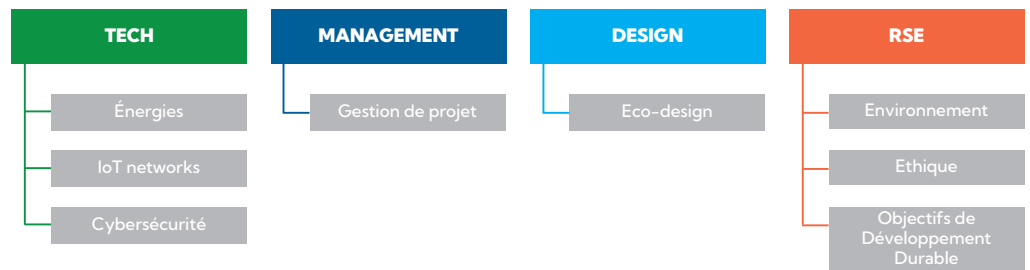 TECH
Énergies
IoT networks
Cybersécurité
MANAGEMENT
Gestion de projet
DESIGN
Eco-design
RSE
Environnement
Ethique
Objectifs de
Développement
Durable